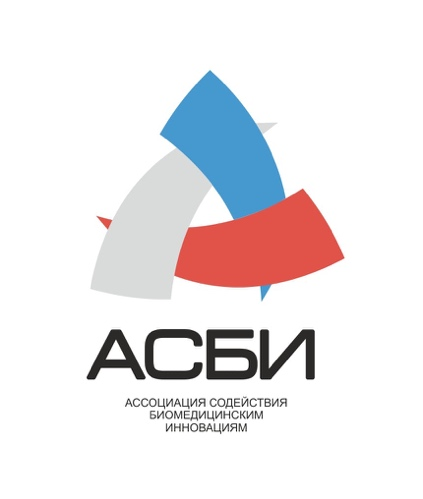 АСБИ
АССОЦИАЦИЯ СОДЕЙСТВИЯ
БИОМЕДИЦИНСКИМ
ИННОВАЦИЯМ